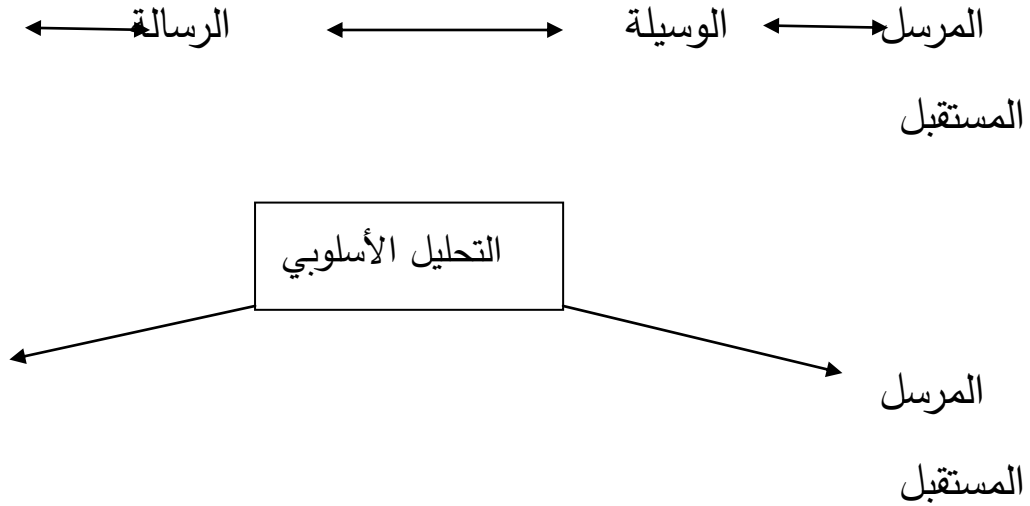 المرسل الوسيلة الرسالة
المستقبل
التحليل الأسلوبي
المرسل
المستقبل